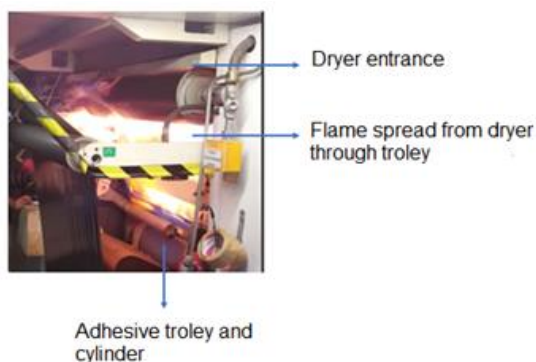 Dryer entrance
Flame spread from dryer
through troley
Adhesive troley and
cylinder